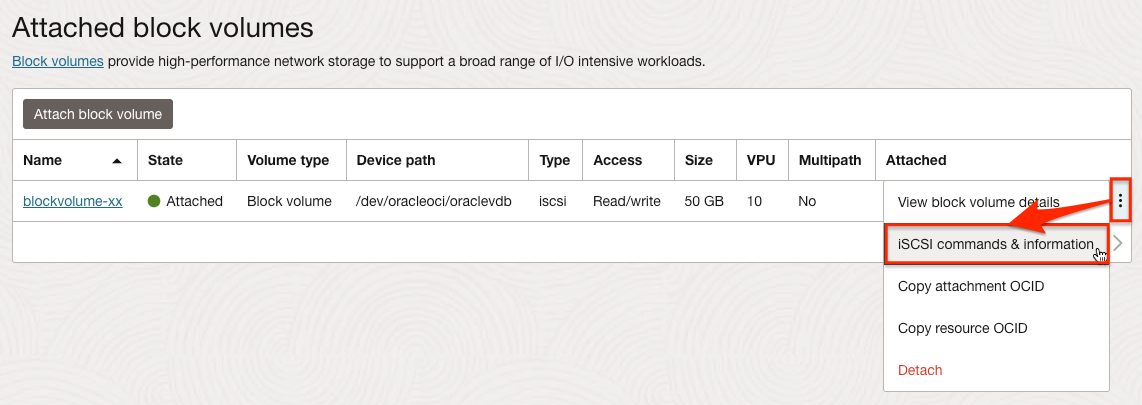 Attached block volumes
Block volumes provide high-performance network storage to support a broad range of I/O intensive workloads.
Attach block volume
Name State Volume type Device path Type Access Size VPU Multipath Attached
blockvolume-xx Attached Block volume /dev/oracleoci/oraclevdb iscsi Read/write 50 GB 10 No
View block volume details
iSCSI commands & information
Copy attachment OCID
Copy resource OCID
Detach